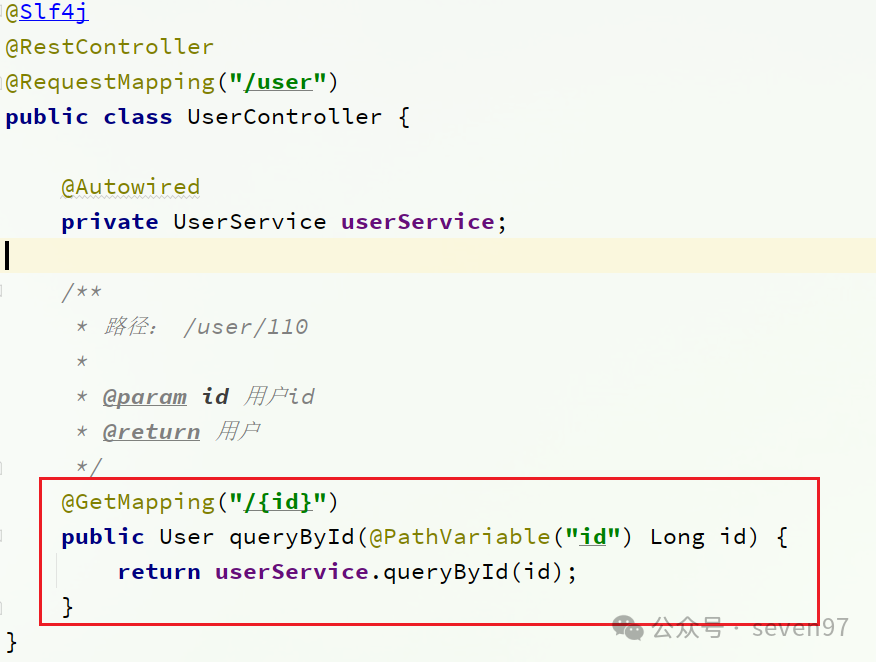 @Slf4j
@RestController
@RequestMapping("/user")
public class UserController {
@Autowired
private UserService userService;
/**
* 路径： /user/110
*
* @param id 用户id
* @return 用户
*/
@GetMapping("/{id}")
public User queryById(@PathVariable("id") Long id) {
return userService.queryById(id);
}
公众号 · seven97
}